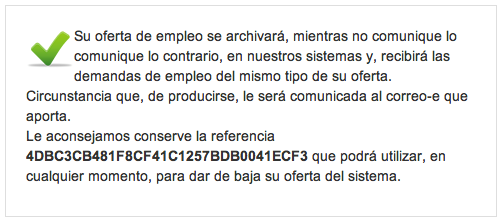 Su oferta de empleo se archivará, mientras no comunique lo
comunique lo contrario, en nuestros sistemas y, recibirá las
demandas de empleo del mismo tipo de su oferta.
Circunstancia que, de producirse, le será comunicada al correo-e que
aporta.
Le aconsejamos conserve la referencia
4DBC3CB481F8CF41C1257BDB0041ECF3 que podrá utilizar, en
cualquier momento, para dar de baja su oferta del sistema.